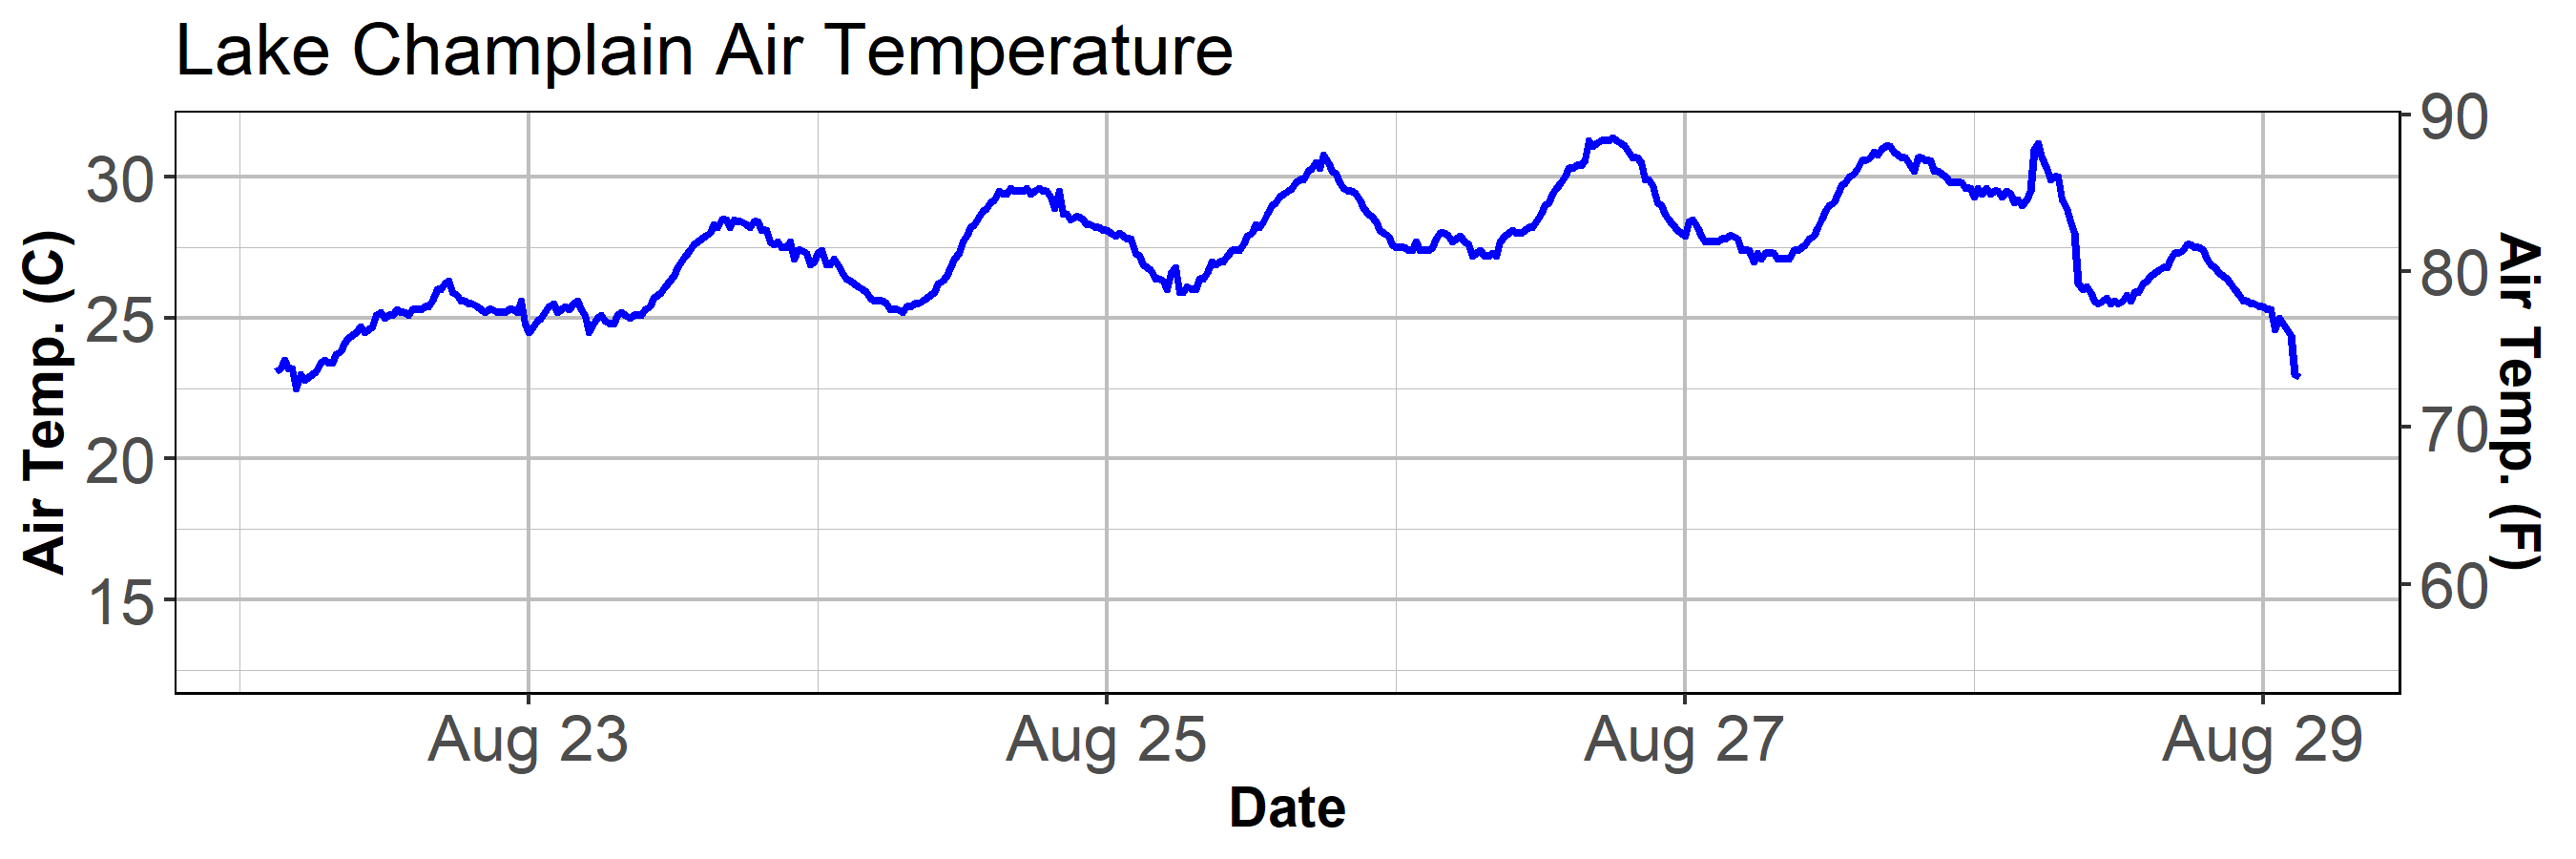 Lake Champlain Air Temperature
Air Temp. (C)
30
25
20
15
90
80
70
60
Air Temp. (F)
Aug 23 Aug 25 Aug 27 Aug 29
Date